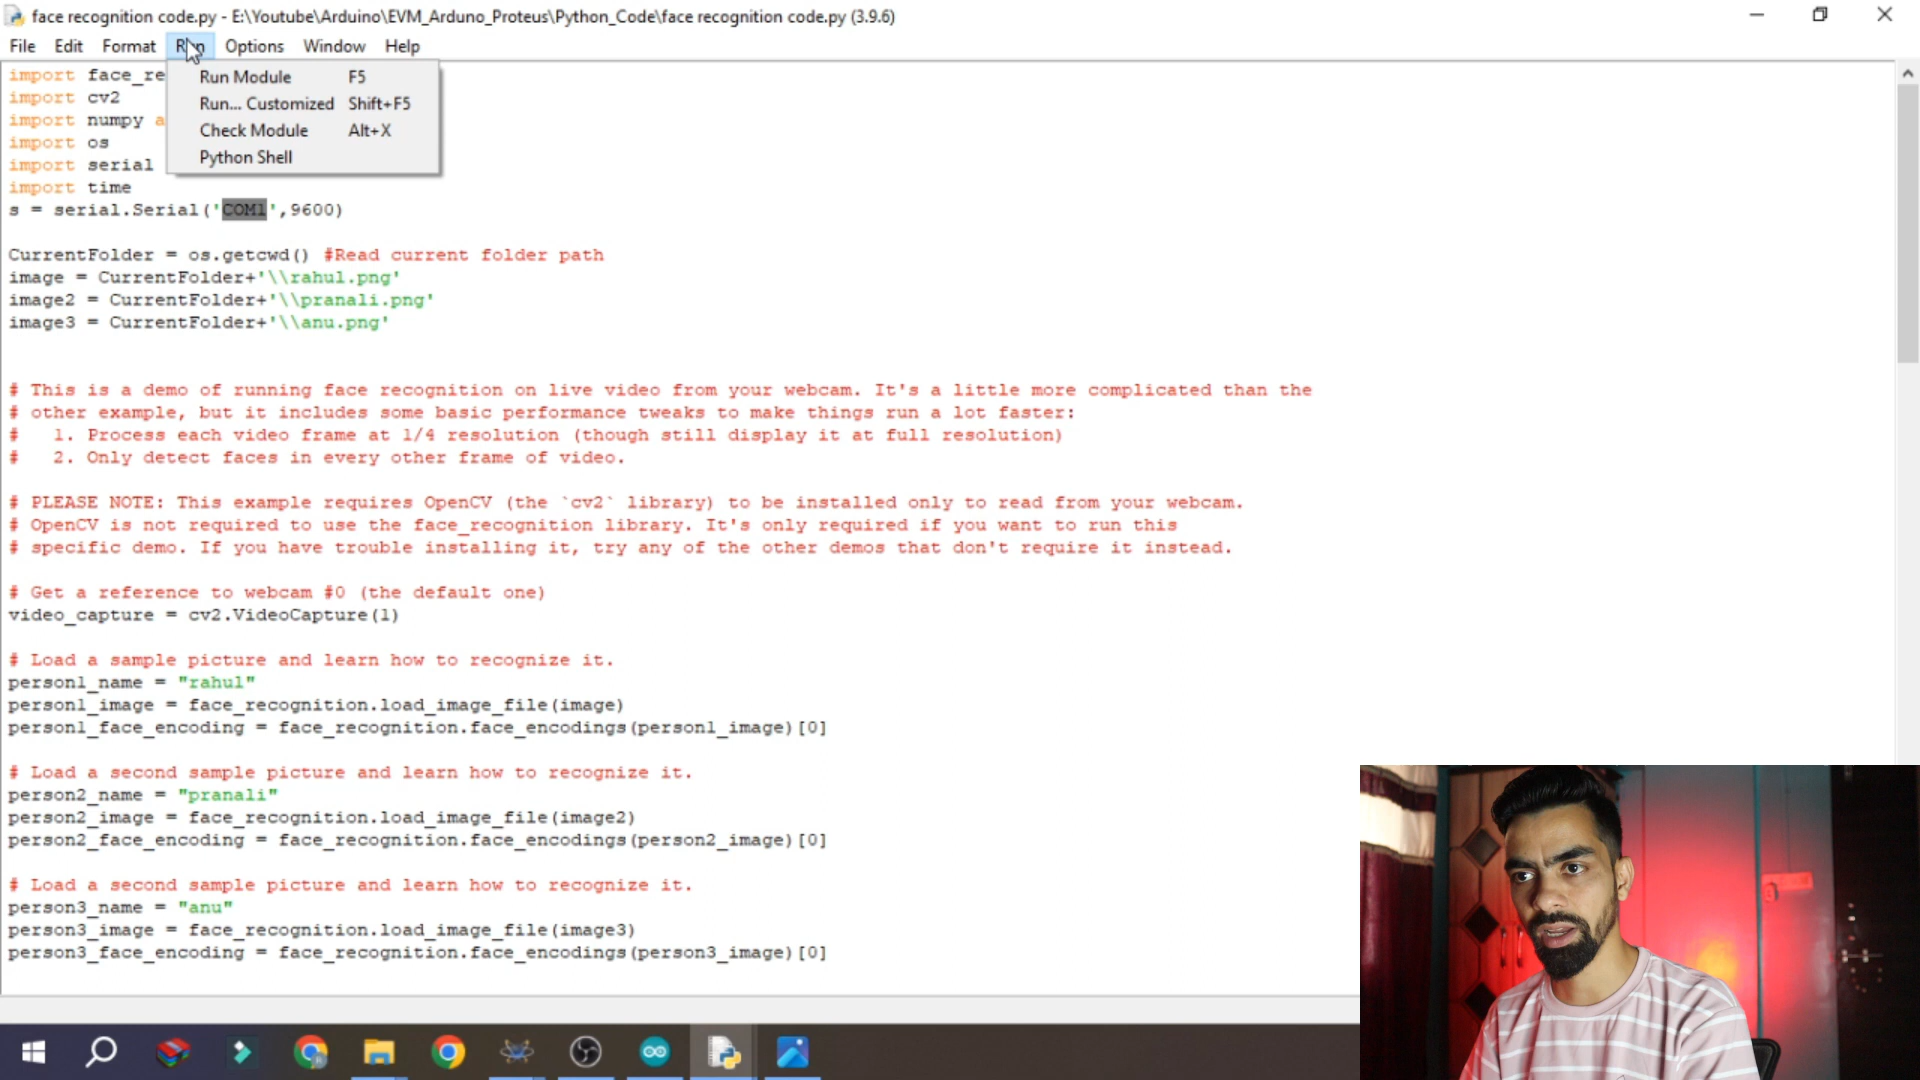 face recognition code.py - E:\Youtube\Arduino\EVM_Arduno_Proteus\Python_Code\face recognition code.py (3.9.6)
File Edit Format Run Options Window Help
Run Module F5
Run... Customized Shift+F5
Check Module Alt+X
Python Shell
import face_re
import cv2
import numpy a
import os
import serial
import time
s = serial.Serial('COM1',9600)
CurrentFolder = os.getcwd() #Read current folder path
image = CurrentFolder+'\\rahul.png'
image2 = CurrentFolder+'\\pranali.png'
image3 = CurrentFolder+'\\anu.png'
# This is a demo of running face recognition on live video from your webcam. It's a little more complicated than the
# other example, but it includes some basic performance tweaks to make things run a lot faster:
#   1. Process each video frame at 1/4 resolution (though still display it at full resolution)
#   2. Only detect faces in every other frame of video.
# PLEASE NOTE: This example requires OpenCV (the `cv2` library) to be installed only to read from your webcam.
# OpenCV is not required to use the face_recognition library. It's only required if you want to run this
# specific demo. If you have trouble installing it, try any of the other demos that don't require it instead.
# Get a reference to webcam #0 (the default one)
video_capture = cv2.VideoCapture(1)
# Load a sample picture and learn how to recognize it.
person1_name = "rahul"
person1_image = face_recognition.load_image_file(image)
person1_face_encoding = face_recognition.face_encodings(person1_image)[0]
# Load a second sample picture and learn how to recognize it.
person2_name = "pranali"
person2_image = face_recognition.load_image_file(image2)
person2_face_encoding = face_recognition.face_encodings(person2_image)[0]
# Load a second sample picture and learn how to recognize it.
person3_name = "anu"
person3_image = face_recognition.load_image_file(image3)
person3_face_encoding = face_recognition.face_encodings(person3_image)[0]